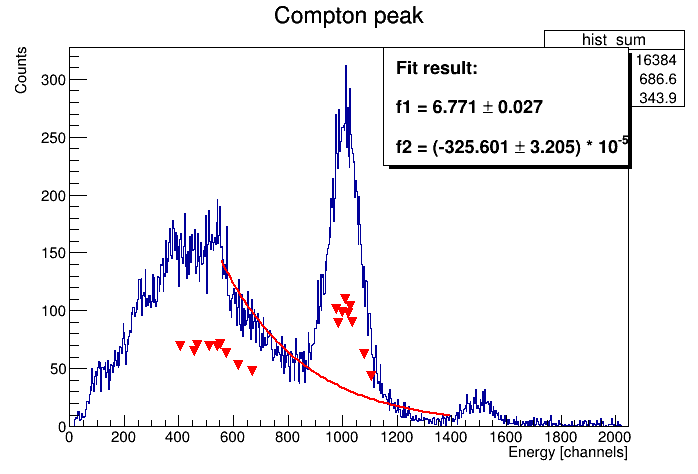 Compton peak
hist_sum
16384
686.6
343.9
Fit result:
f1 = 6.771 ± 0.027
f2 = (-325.601 ± 3.205) * 10^-5
Counts
300
250
200
150
100
50
0
0 200 400 600 800 1000 1200 1400 1600 1800 2000
Energy [channels]